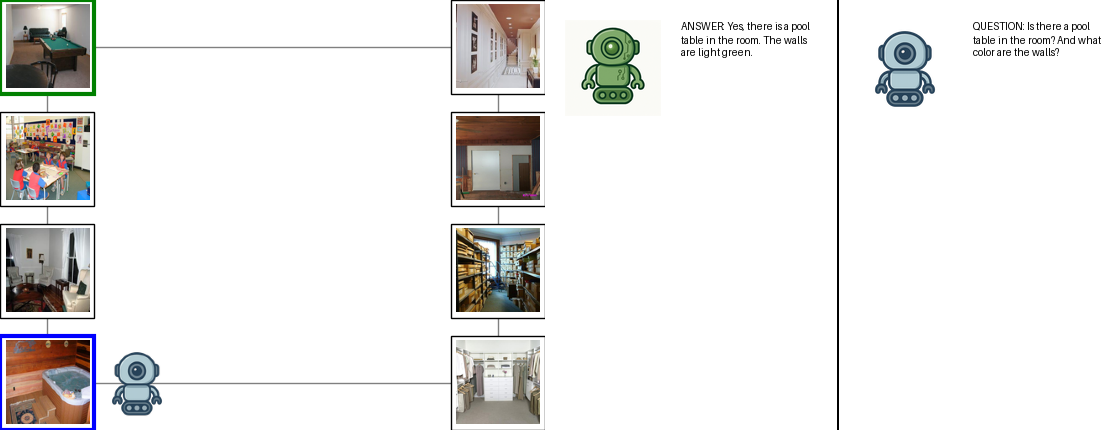 ANSWER: Yes, there is a pool
table in the room. The walls
are light green.
QUESTION: Is there a pool
table in the room? And what
color are the walls?